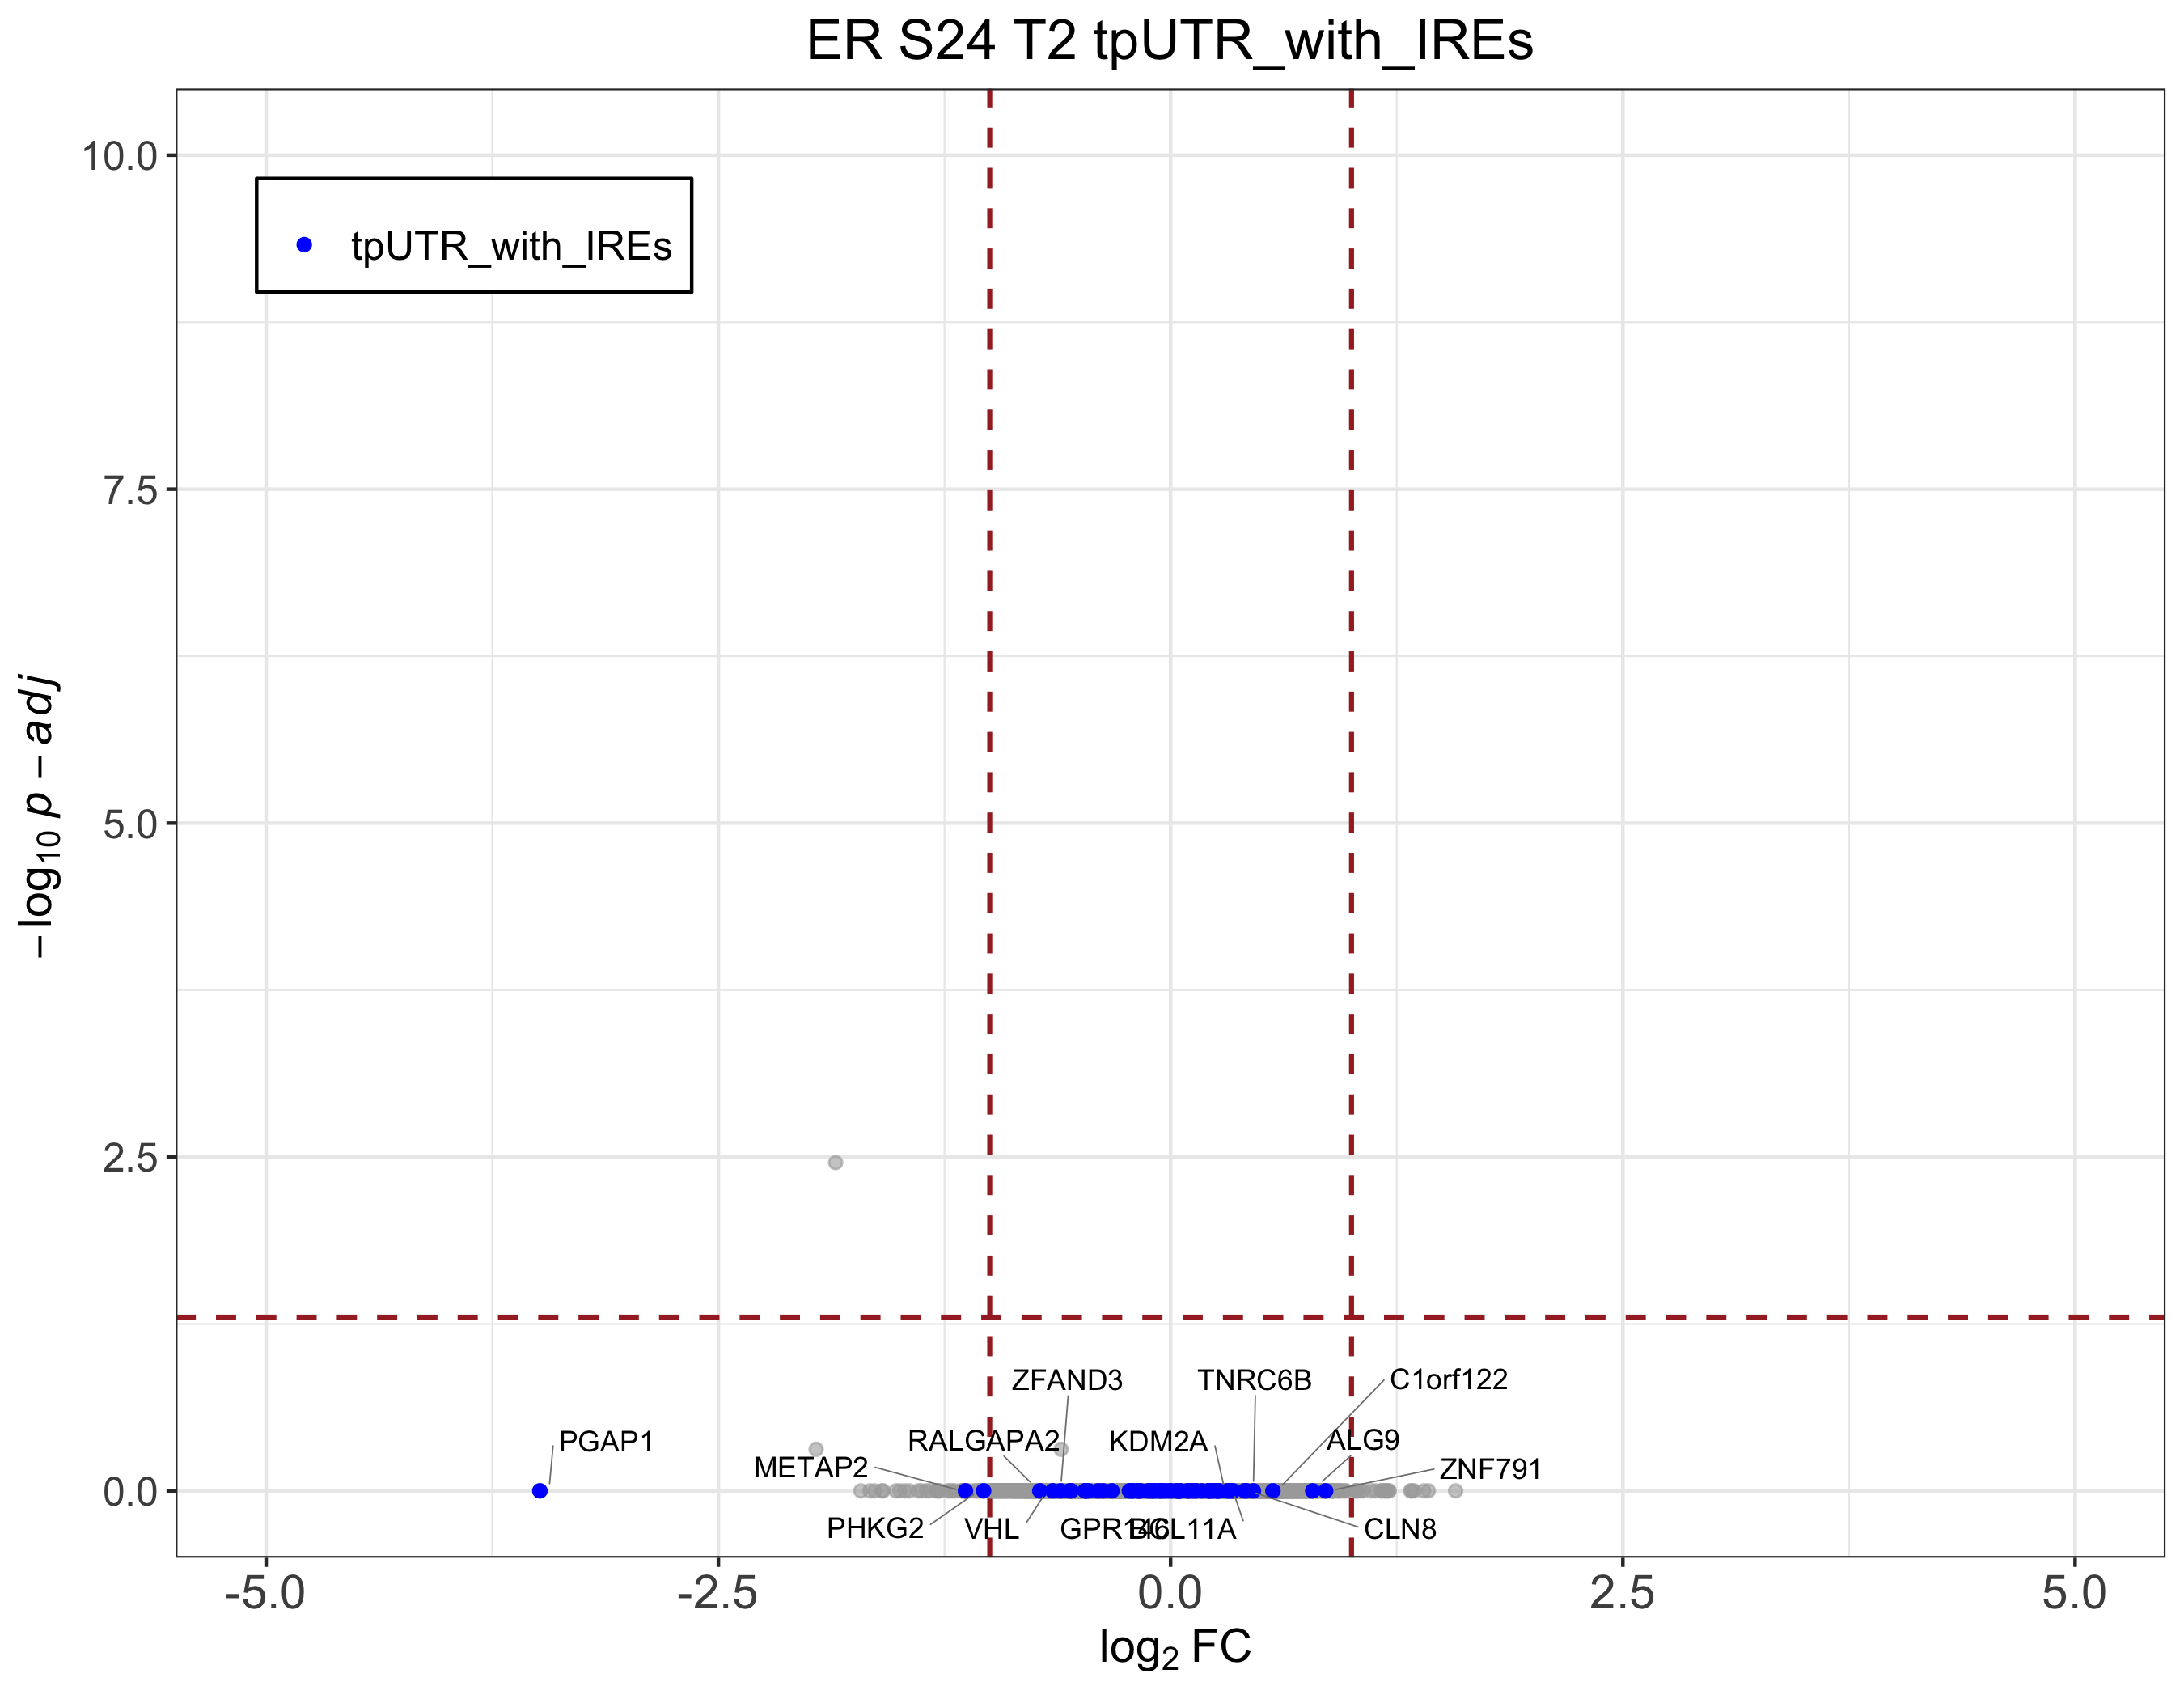 ER S24 T2 tpUTR_with_IREs
10.0
tpUTR_with_IREs
7.5
5.0
2.5
0.0
−log10 p − adj
ZFAND3
TNRC6B
C1orf122
PGAP1
RALGAPA2
KDM2A
ALG9
METAP2
ZNF791
PHKG2
VHL
GPR146
BCL11A
CLN8
-5.0
-2.5
0.0
2.5
5.0
log2 FC